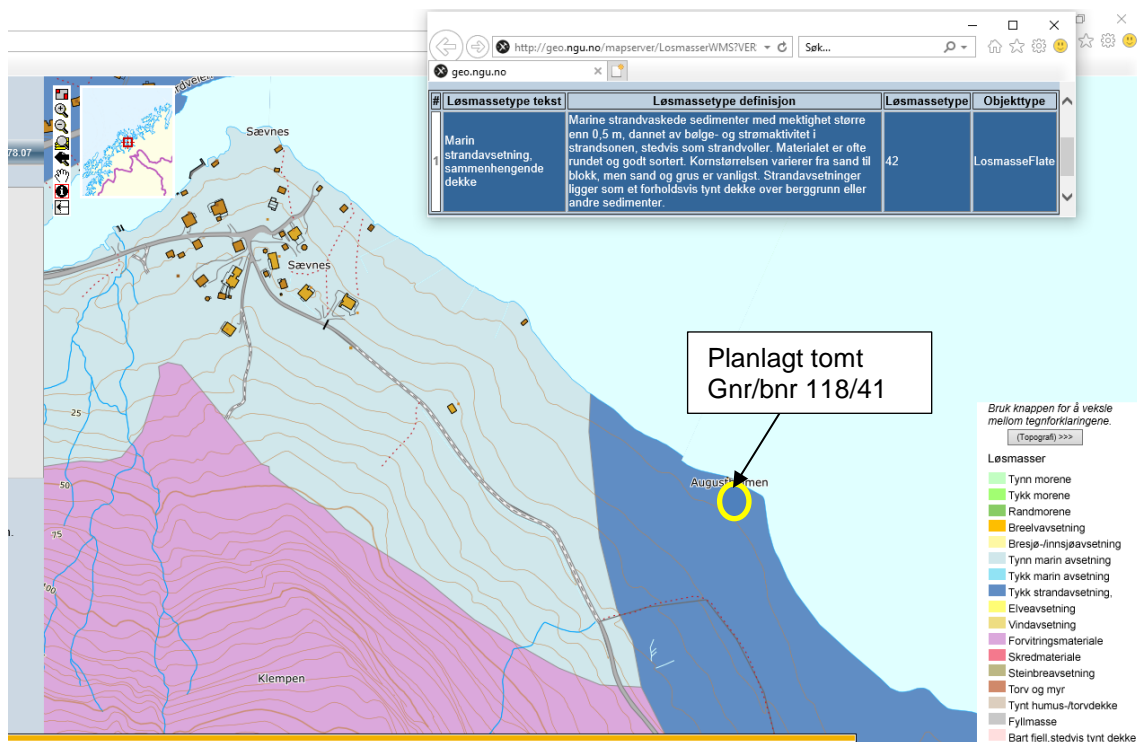 http://geo.ngu.no/mapserver/LosmasserWMS?VER
Søk...
geo.ngu.no
# Løsmassetype tekst Løsmassetype definisjon Løsmassetype Objekttype
1
Marin
strandavsetning,
sammenhengende
dekke
Marine strandvaskede sedimenter med mektighet større
enn 0,5 m, dannet av bølge- og strømaktivitet i
strandsonen, stedvis som strandvoller. Materialet er ofte
rundet og godt sortert. Kornstørrelsen varierer fra sand til
blokk, men sand og grus er vanligst. Strandavsetninger
ligger som et forholdsvis tynt dekke over berggrunn eller
andre sedimenter.
42
LosmasseFlate
78.07
Sævnes
Sævnes
Planlagt tomt
Gnr/bnr 118/41
25
50
75
100
Klempen
Bruk knappen for å veksle
mellom tegnforklaringene.
(Topografi) >>>
Løsmasser
Tynn morene
Tykk morene
Randmorene
Breelvavsetning
Bresjø-/innsjøavsetning
Tynn marin avsetning
Tykk marin avsetning
Tykk strandavsetning,
Elveavsetning
Vindavsetning
Forvitringsmateriale
Skredmateriale
Steinbreavsetning
Torv og myr
Tynt humus-/torvdekke
Fyllmasse
Bart fjell,stedvis tynt dekke